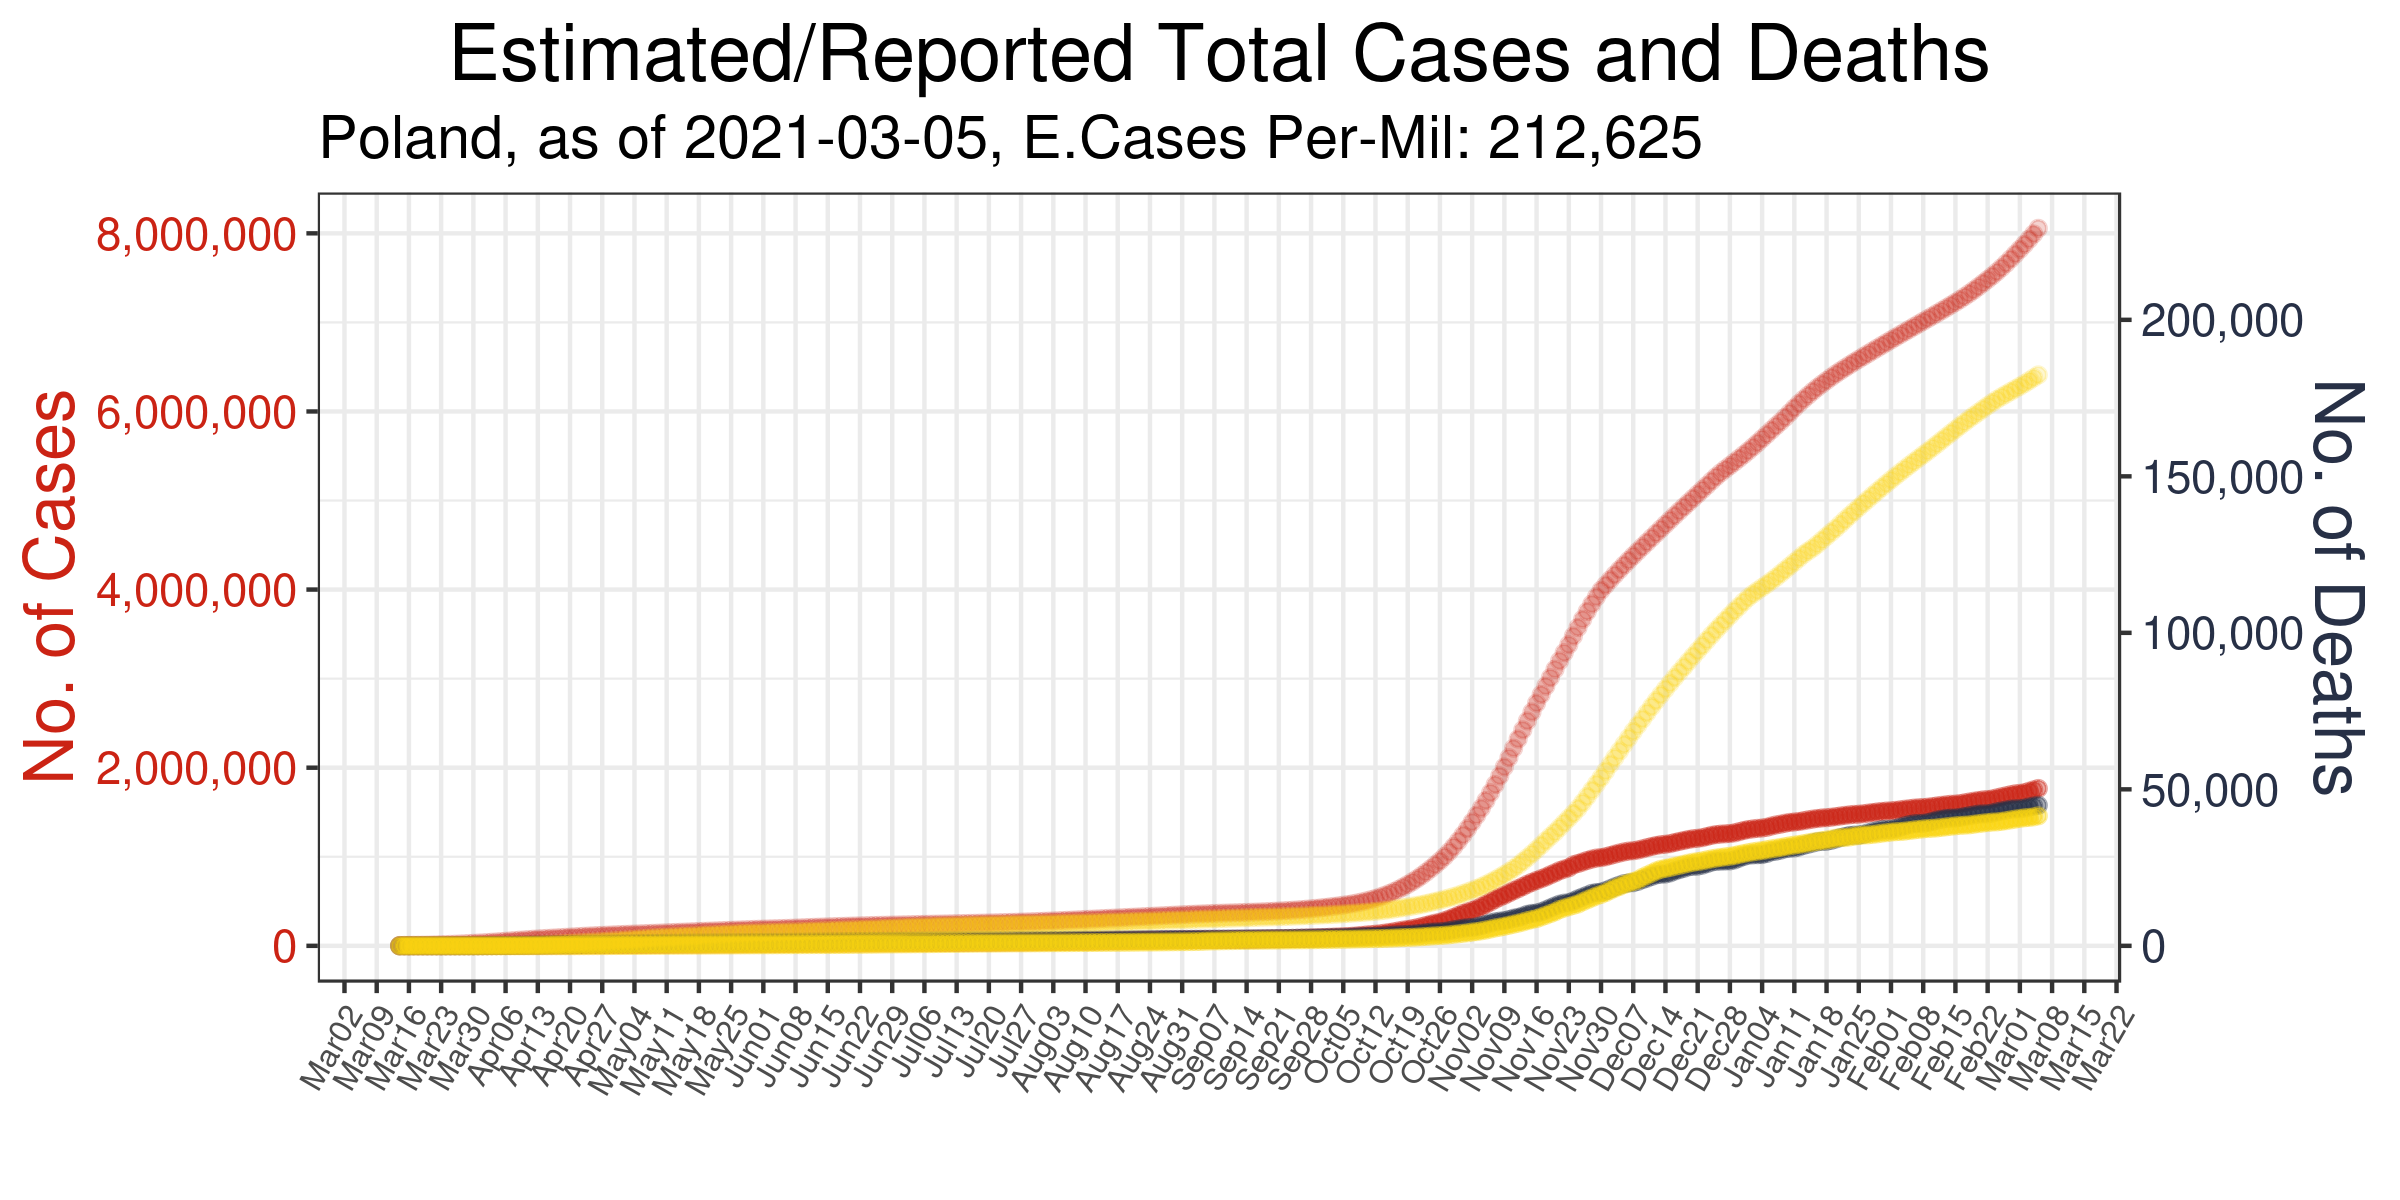 Estimated/Reported Total Cases and Deaths
Poland, as of 2021-03-05, E.Cases Per-Mil: 212,625
No. of Cases
8,000,000
6,000,000
4,000,000
2,000,000
0
200,000
150,000
100,000
50,000
0
No. of Deaths
Mar02 Mar09 Mar16 Mar23 Mar30 Apr06 Apr13 Apr20 Apr27 May04 May11 May18 May25 Jun01 Jun08 Jun15 Jun22 Jun29 Jul06 Jul13 Jul20 Jul27 Aug03 Aug10 Aug17 Aug24 Aug31 Sep07 Sep14 Sep21 Sep28 Oct05 Oct12 Oct19 Oct26 Nov02 Nov09 Nov16 Nov23 Nov30 Dec07 Dec14 Dec21 Dec28 Jan04 Jan11 Jan18 Jan25 Feb01 Feb08 Feb15 Feb22 Mar01 Mar08 Mar15 Mar22